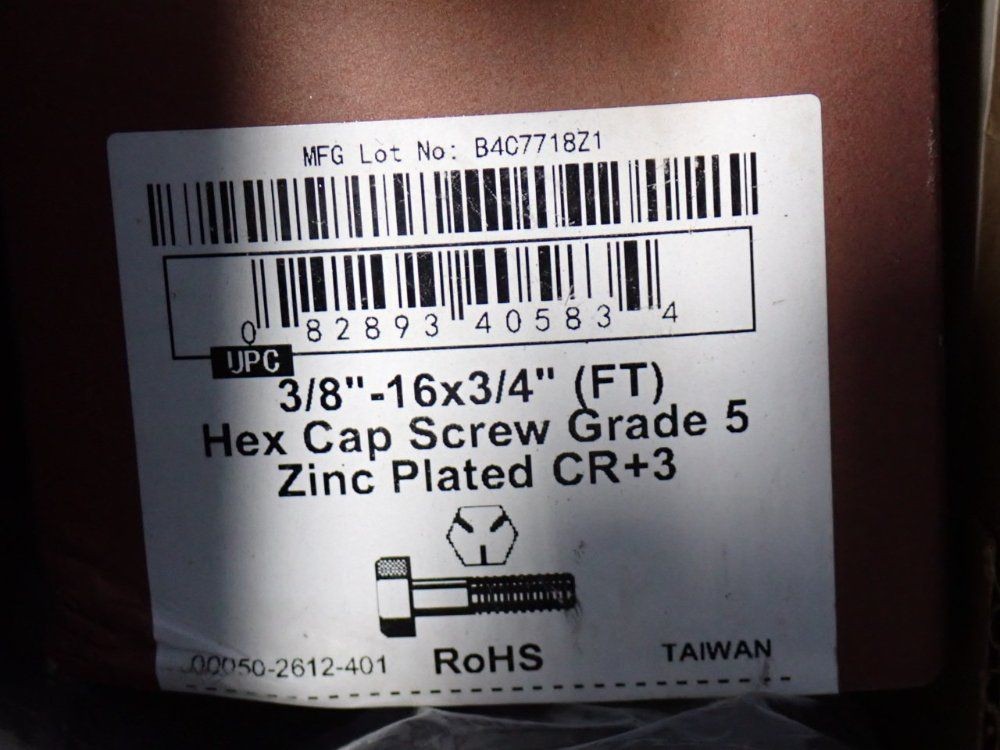 MFG Lot No: B4C7718Z1
0 82893 40583 4
UPC
3/8"-16x3/4" (FT)
Hex Cap Screw Grade 5
Zinc Plated CR+3
00050-2612-401 RoHS TAIWAN